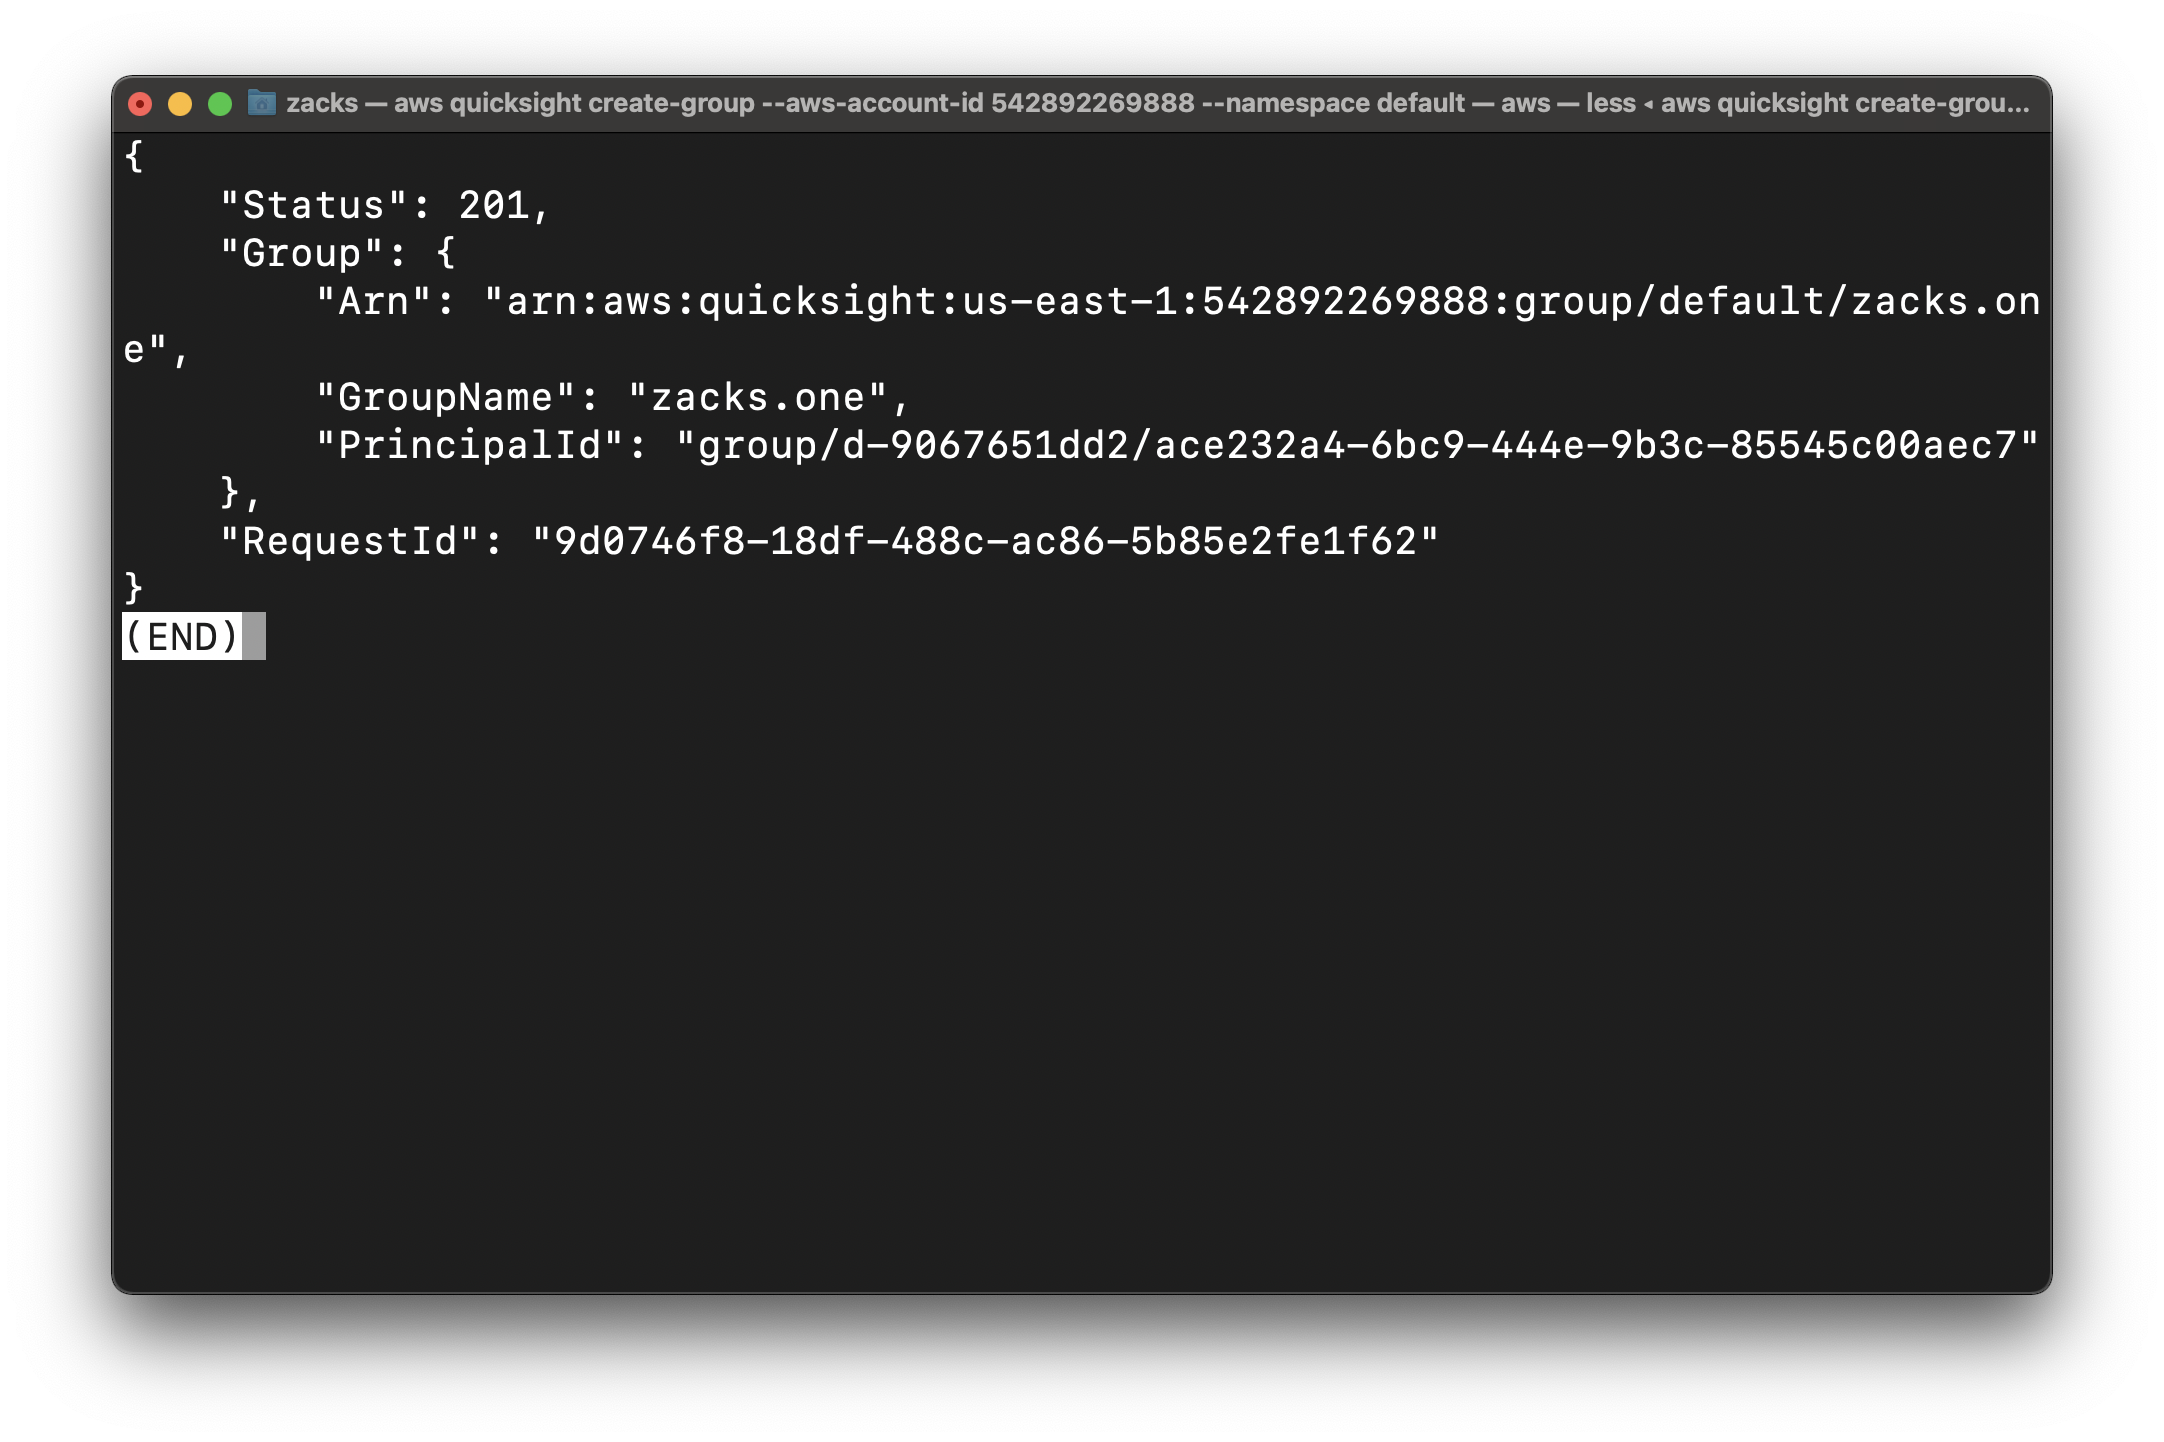 zacks — aws quicksight create-group --aws-account-id 542892269888 --namespace default — aws — less ◂ aws quicksight create-grou...
{
    "Status": 201,
    "Group": {
        "Arn": "arn:aws:quicksight:us-east-1:542892269888:group/default/zacks.on
e",
        "GroupName": "zacks.one",
        "PrincipalId": "group/d-9067651dd2/ace232a4-6bc9-444e-9b3c-85545c00aec7"
    },
    "RequestId": "9d0746f8-18df-488c-ac86-5b85e2fe1f62"
}
(END)